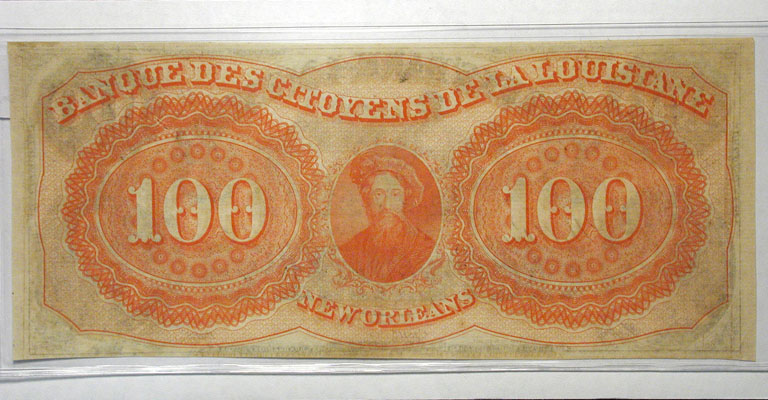 BANQUE DES CITOYENS DE LA LOUISIANE
100
100
NEW ORLEANS